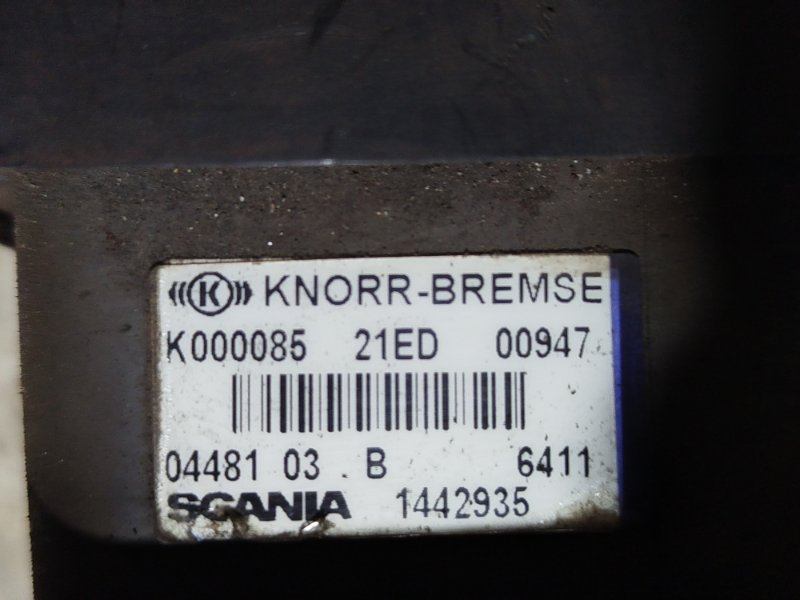 K KNORR-BREMSE
K000085 21ED 00947
04481 03 B 6411
SCANIA 1442935